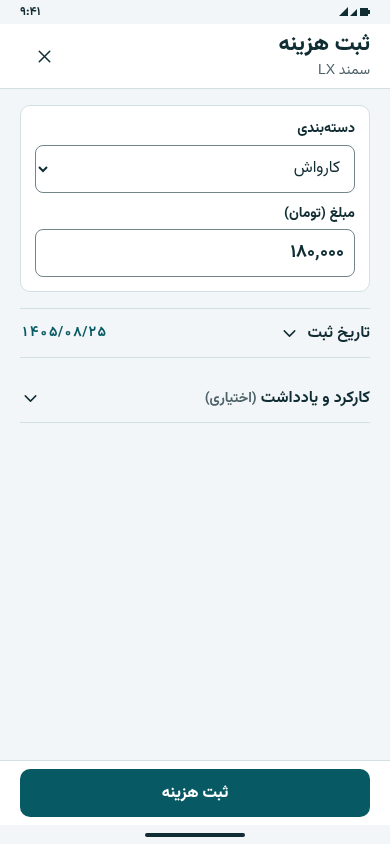 ۹:۴۱
ثبت هزینه
سمند LX
دسته‌بندی
کارواش
مبلغ (تومان)
۱۸۰,۰۰۰
تاریخ ثبت
۱۴۰۵/۰۸/۲۵
کارکرد و یادداشت (اختیاری)
ثبت هزینه